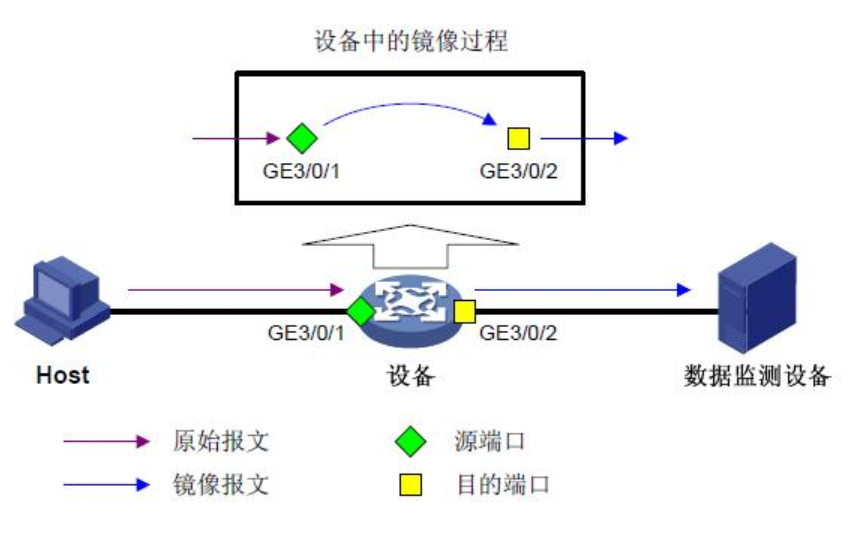 设备中的镜像过程
GE3/0/1
GE3/0/2
GE3/0/1
GE3/0/2
Host
设备
数据监测设备
原始报文
源端口
镜像报文
目的端口